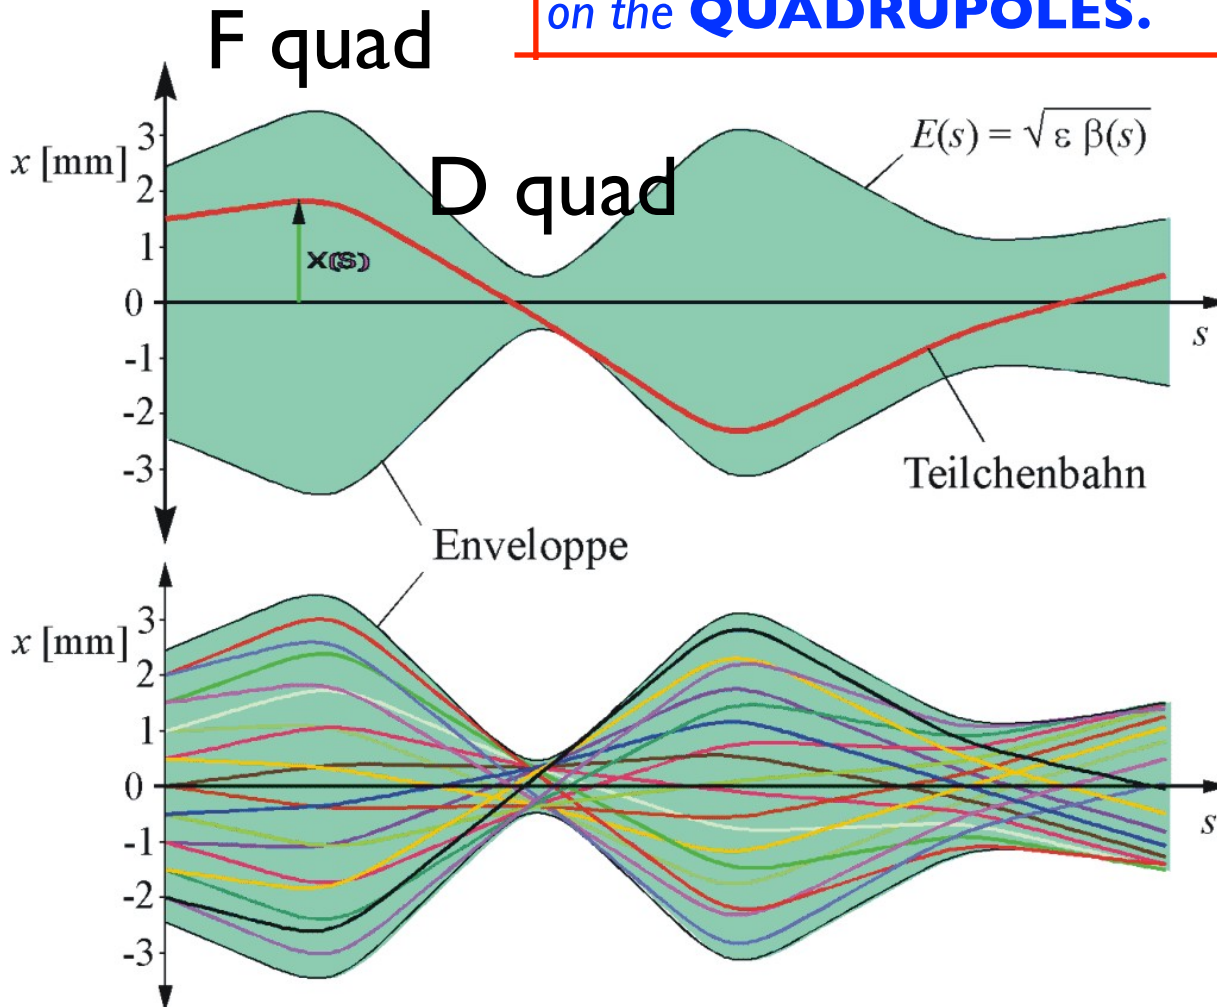 on the QUADRUPOLES.
F quad
D quad
E(s) = √ε β(s)
x [mm]
3
2
1
0
-1
-2
-3
X(S)
s
Teilchenbahn
Enveloppe
x [mm]
3
2
1
0
-1
-2
-3
s